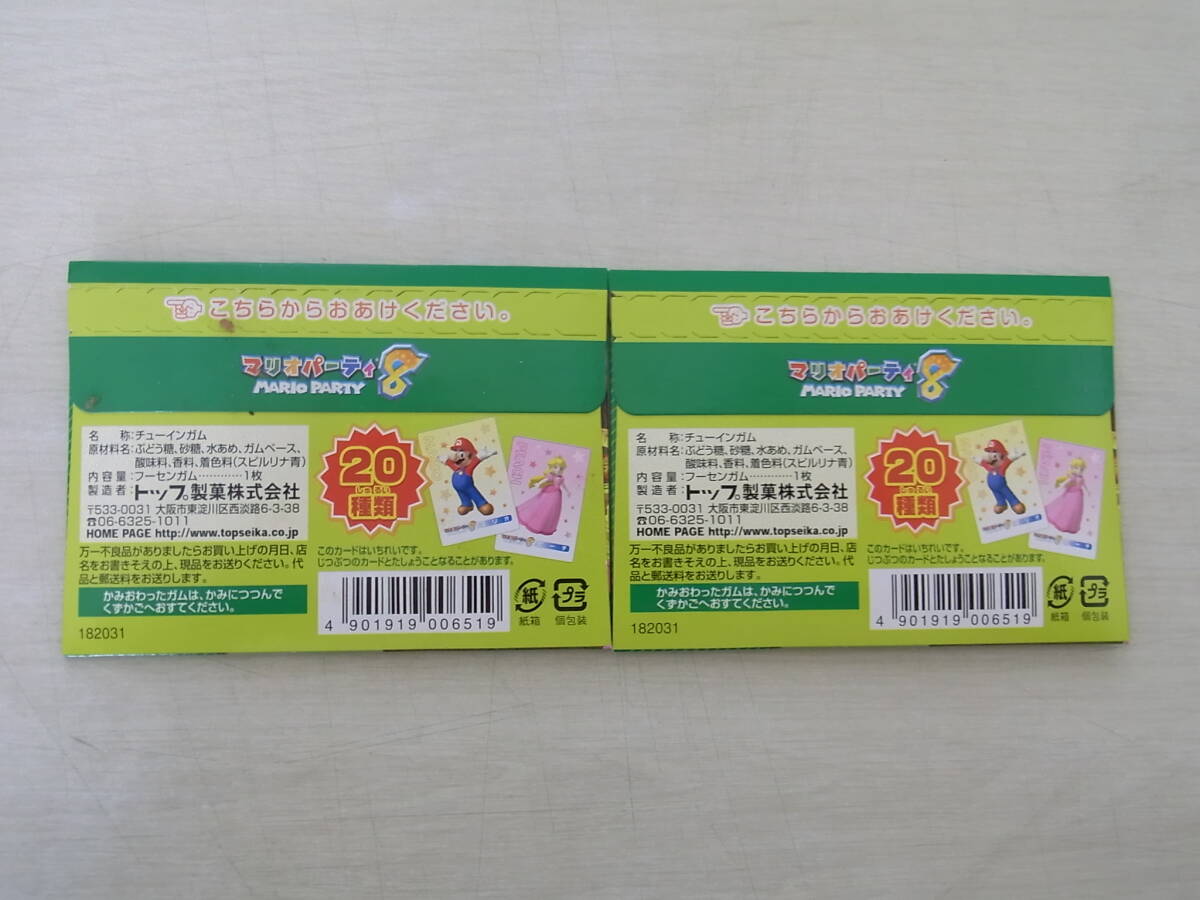 こちらからおあけください。
マリオパーティ8
MARIO PARTY
名　称:チューインガム
原材料名:ぶどう糖、砂糖、水あめ、ガムベース、
酸味料、香料、着色料(スピルリナ青)
内容量:フーセンガム…………1枚
製造者:トップ製菓株式会社
〒533-0031 大阪市東淀川区西淡路6-3-38
☎06-6325-1011
HOME PAGE http://www.topseika.co.jp
万一不良品がありましたらお買い上げの月日、店
名をお書きそえの上、現品をお送りください。代
品と郵送料をお送りします。
かみおわったガムは、かみにつつんで
くずかごへおすてください。
182031
20
しゅるい
種類
このカードはいちれいです。
じつぶつのカードとたしょうことなることがあります。
4 901919 006519
紙
紙箱
プラ
個包装
こちらからおあけください。
マリオパーティ8
MARIO PARTY
名　称:チューインガム
原材料名:ぶどう糖、砂糖、水あめ、ガムベース、
酸味料、香料、着色料(スピルリナ青)
内容量:フーセンガム…………1枚
製造者:トップ製菓株式会社
〒533-0031 大阪市東淀川区西淡路6-3-38
☎06-6325-1011
HOME PAGE http://www.topseika.co.jp
万一不良品がありましたらお買い上げの月日、店
名をお書きそえの上、現品をお送りください。代
品と郵送料をお送りします。
かみおわったガムは、かみにつつんで
くずかごへおすてください。
182031
20
しゅるい
種類
このカードはいちれいです。
じつぶつのカードとたしょうことなることがあります。
4 901919 006519
紙
紙箱
プラ
個包装